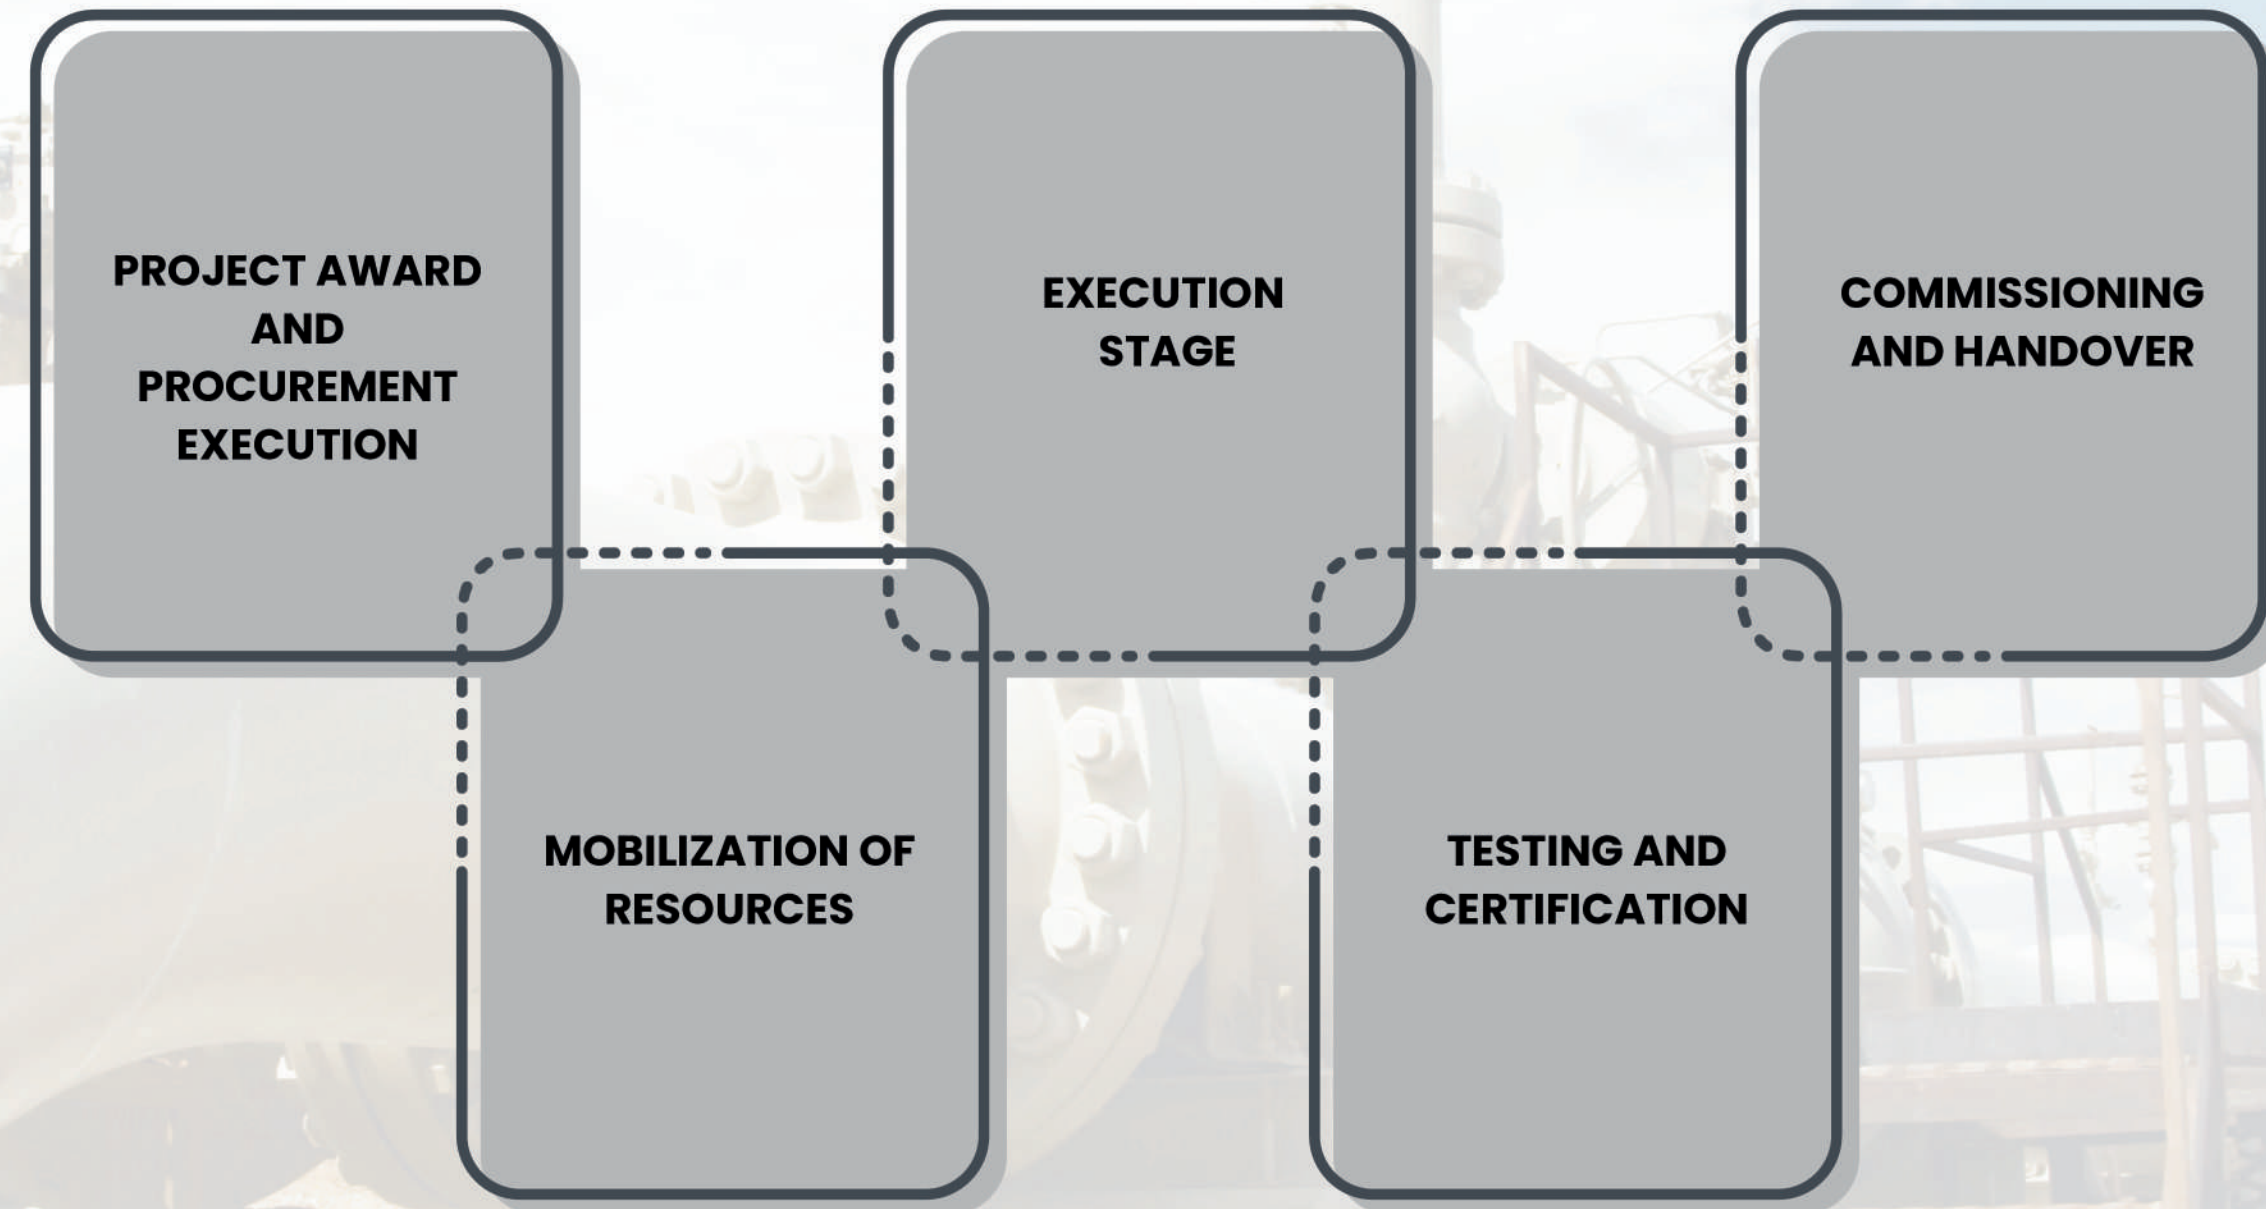 PROJECT AWARD
AND
PROCUREMENT
EXECUTION
MOBILIZATION OF
RESOURCES
EXECUTION
STAGE
TESTING AND
CERTIFICATION
COMMISSIONING
AND HANDOVER